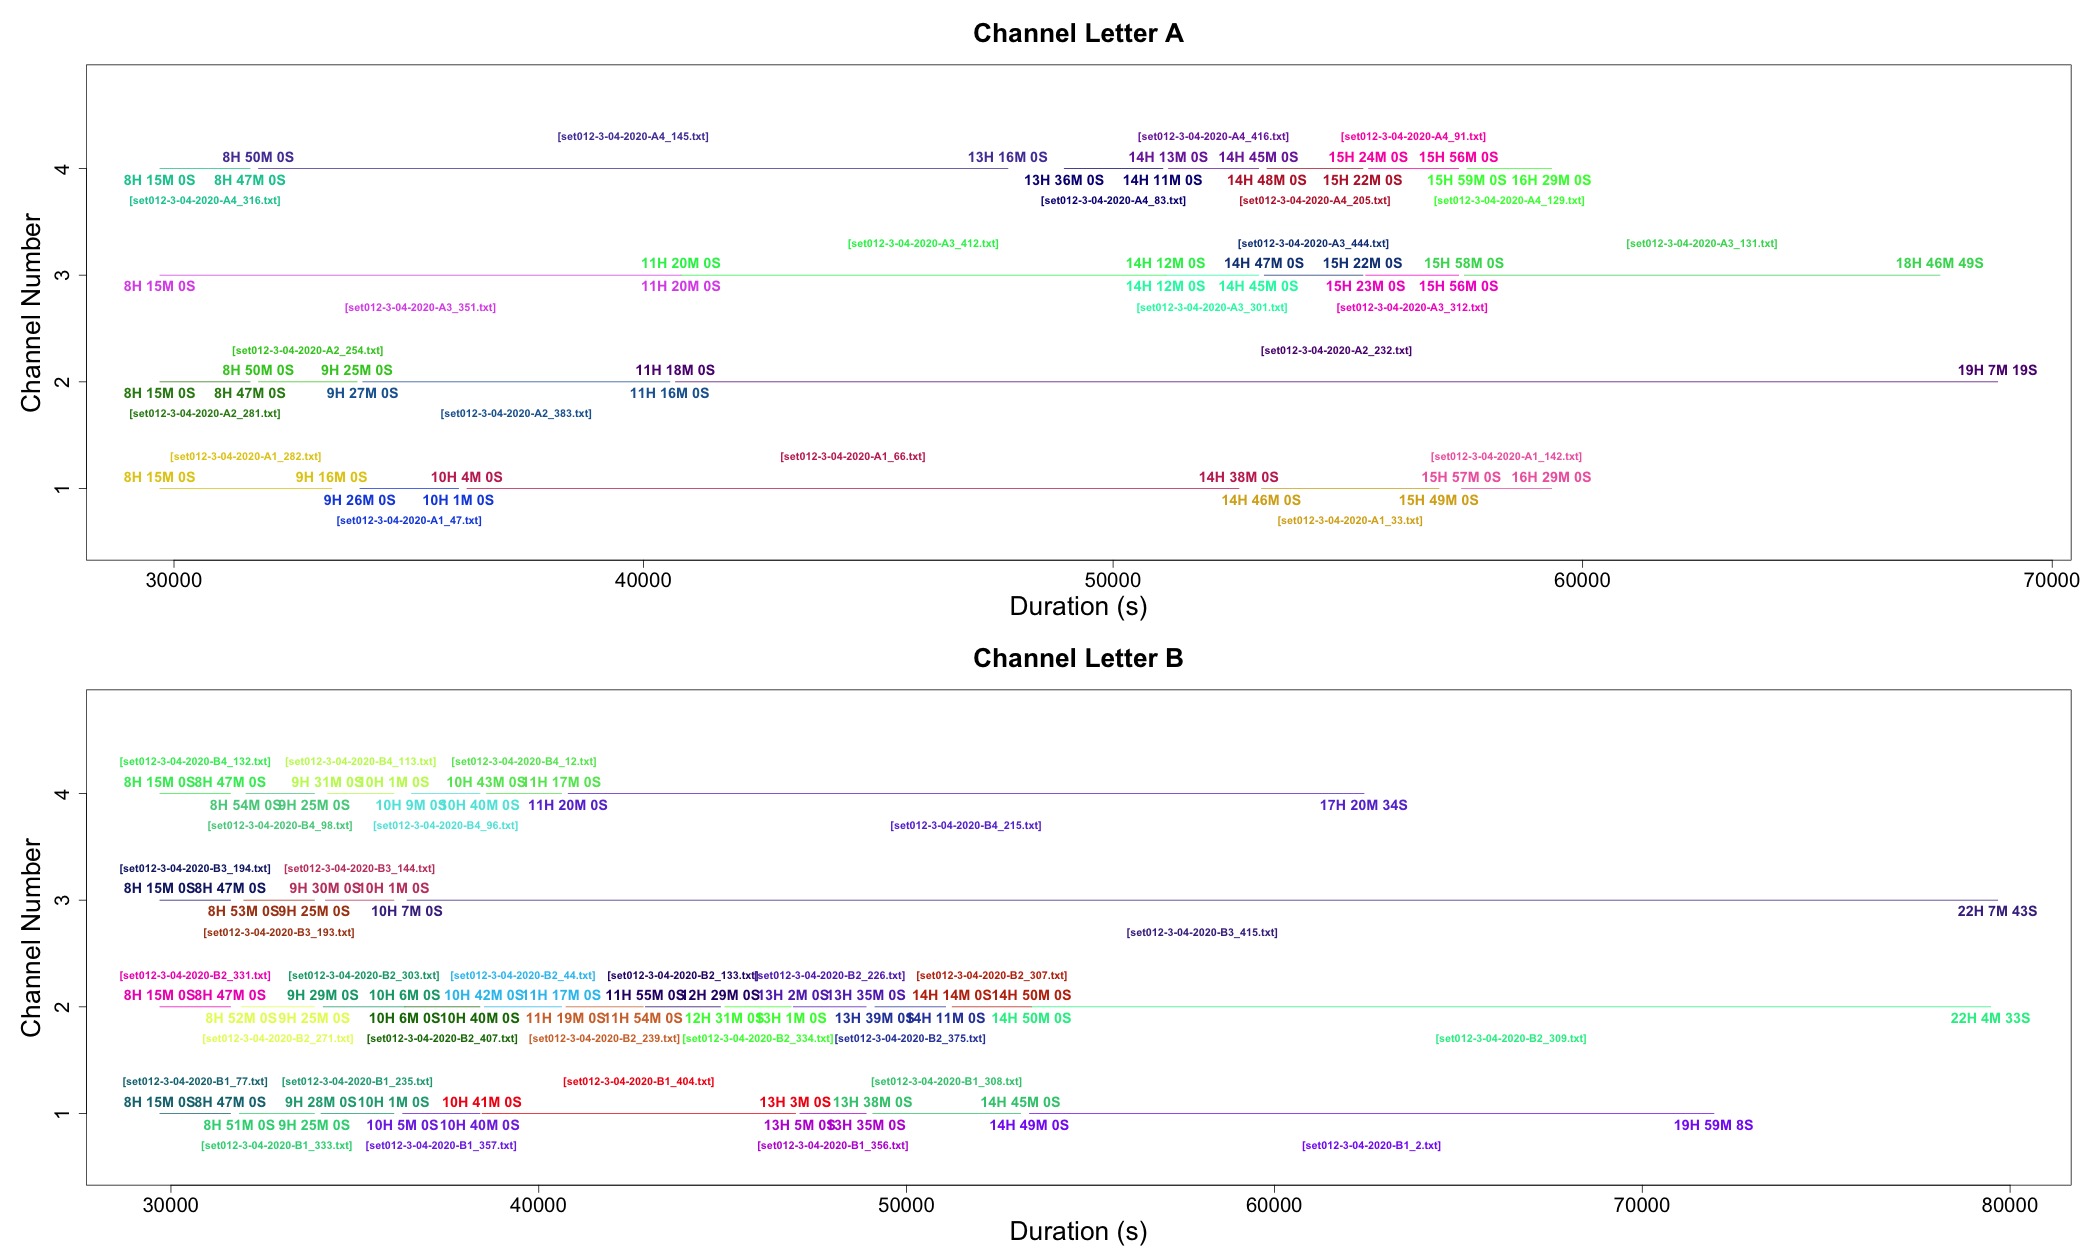 Channel Letter A
Channel Number
4
[set012-3-04-2020-A4_145.txt] [set012-3-04-2020-A4_416.txt] [set012-3-04-2020-A4_91.txt]
8H 50M 0S 13H 16M 0S 14H 13M 0S 14H 45M 0S 15H 24M 0S 15H 56M 0S
8H 15M 0S 8H 47M 0S 13H 36M 0S 14H 11M 0S 14H 48M 0S 15H 22M 0S 15H 59M 0S 16H 29M 0S
[set012-3-04-2020-A4_316.txt] [set012-3-04-2020-A4_83.txt] [set012-3-04-2020-A4_205.txt] [set012-3-04-2020-A4_129.txt]
3
[set012-3-04-2020-A3_412.txt] [set012-3-04-2020-A3_444.txt] [set012-3-04-2020-A3_131.txt]
11H 20M 0S 14H 12M 0S 14H 47M 0S 15H 22M 0S 15H 58M 0S 18H 46M 49S
8H 15M 0S 11H 20M 0S 14H 12M 0S 14H 45M 0S 15H 23M 0S 15H 56M 0S
[set012-3-04-2020-A3_351.txt] [set012-3-04-2020-A3_301.txt] [set012-3-04-2020-A3_312.txt]
2
[set012-3-04-2020-A2_254.txt] [set012-3-04-2020-A2_232.txt]
8H 50M 0S 9H 25M 0S 11H 18M 0S 19H 7M 19S
8H 15M 0S 8H 47M 0S 9H 27M 0S 11H 16M 0S
[set012-3-04-2020-A2_281.txt] [set012-3-04-2020-A2_383.txt]
1
[set012-3-04-2020-A1_282.txt] [set012-3-04-2020-A1_66.txt] [set012-3-04-2020-A1_142.txt]
8H 15M 0S 9H 16M 0S 10H 4M 0S 14H 38M 0S 15H 57M 0S 16H 29M 0S
9H 26M 0S 10H 1M 0S 14H 46M 0S 15H 49M 0S
[set012-3-04-2020-A1_47.txt] [set012-3-04-2020-A1_33.txt]
30000 40000 50000 60000 70000
Duration (s)
Channel Letter B
Channel Number
4
[set012-3-04-2020-B4_132.txt] [set012-3-04-2020-B4_113.txt] [set012-3-04-2020-B4_12.txt]
8H 15M 0S 8H 47M 0S 9H 31M 0S 10H 1M 0S 10H 43M 0S 11H 17M 0S
8H 54M 0S 9H 25M 0S 10H 9M 0S 10H 40M 0S 11H 20M 0S 17H 20M 34S
[set012-3-04-2020-B4_98.txt] [set012-3-04-2020-B4_96.txt] [set012-3-04-2020-B4_215.txt]
3
[set012-3-04-2020-B3_194.txt] [set012-3-04-2020-B3_144.txt]
8H 15M 0S 8H 47M 0S 9H 30M 0S 10H 1M 0S
8H 53M 0S 9H 25M 0S 10H 7M 0S 22H 7M 43S
[set012-3-04-2020-B3_193.txt] [set012-3-04-2020-B3_415.txt]
2
[set012-3-04-2020-B2_331.txt] [set012-3-04-2020-B2_303.txt] [set012-3-04-2020-B2_44.txt] [set012-3-04-2020-B2_133.txt] [set012-3-04-2020-B2_226.txt] [set012-3-04-2020-B2_307.txt]
8H 15M 0S 8H 47M 0S 9H 29M 0S 10H 6M 0S 10H 42M 0S 11H 17M 0S 11H 55M 0S 12H 29M 0S 13H 2M 0S 13H 35M 0S 14H 14M 0S 14H 50M 0S
8H 52M 0S 9H 25M 0S 10H 6M 0S 10H 40M 0S 11H 19M 0S 11H 54M 0S 12H 31M 0S 13H 1M 0S 13H 39M 0S 14H 11M 0S 14H 50M 0S 22H 4M 33S
[set012-3-04-2020-B2_271.txt] [set012-3-04-2020-B2_407.txt] [set012-3-04-2020-B2_239.txt] [set012-3-04-2020-B2_334.txt] [set012-3-04-2020-B2_375.txt] [set012-3-04-2020-B2_309.txt]
1
[set012-3-04-2020-B1_77.txt] [set012-3-04-2020-B1_235.txt] [set012-3-04-2020-B1_404.txt] [set012-3-04-2020-B1_308.txt]
8H 15M 0S 8H 47M 0S 9H 28M 0S 10H 1M 0S 10H 41M 0S 13H 3M 0S 13H 38M 0S 14H 45M 0S
8H 51M 0S 9H 25M 0S 10H 5M 0S 10H 40M 0S 13H 5M 0S 13H 35M 0S 14H 49M 0S 19H 59M 8S
[set012-3-04-2020-B1_333.txt] [set012-3-04-2020-B1_357.txt] [set012-3-04-2020-B1_356.txt] [set012-3-04-2020-B1_2.txt]
30000 40000 50000 60000 70000 80000
Duration (s)